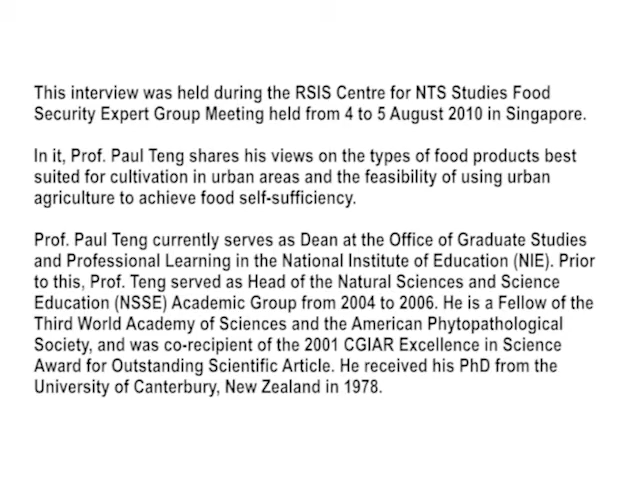 This interview was held during the RSIS Centre for NTS Studies Food
Security Expert Group Meeting held from 4 to 5 August 2010 in Singapore.
In it, Prof. Paul Teng shares his views on the types of food products best
suited for cultivation in urban areas and the feasibility of using urban
agriculture to achieve food self-sufficiency.
Prof. Paul Teng currently serves as Dean at the Office of Graduate Studies
and Professional Learning in the National Institute of Education (NIE). Prior
to this, Prof. Teng served as Head of the Natural Sciences and Science
Education (NSSE) Academic Group from 2004 to 2006. He is a Fellow of the
Third World Academy of Sciences and the American Phytopathological
Society, and was co-recipient of the 2001 CGIAR Excellence in Science
Award for Outstanding Scientific Article. He received his PhD from the
University of Canterbury, New Zealand in 1978.